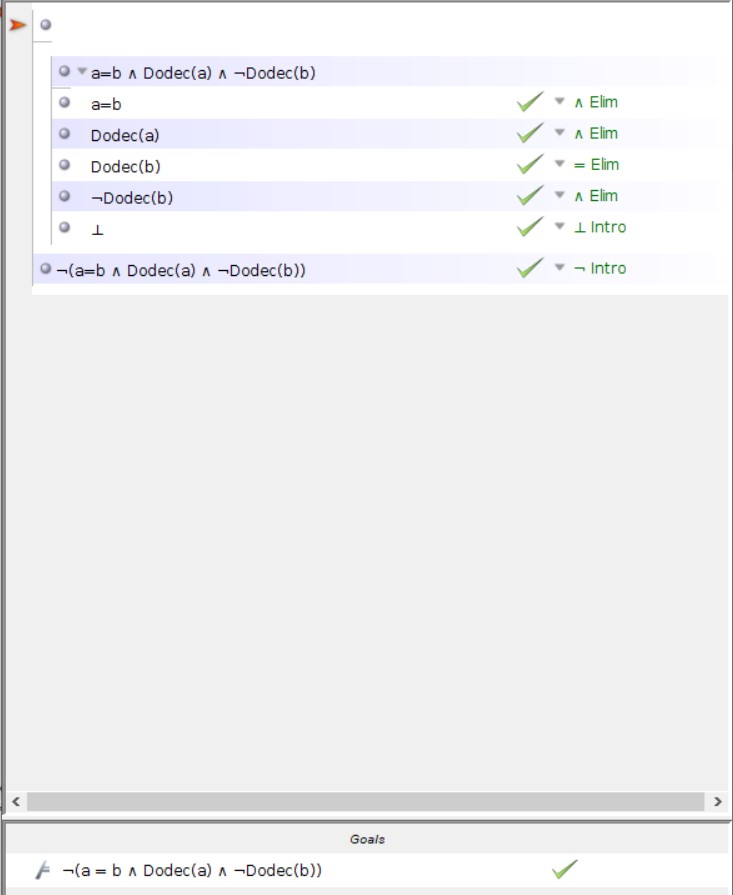 a=b ∧ Dodec(a) ∧ ¬Dodec(b)
a=b ∧ Elim
Dodec(a) ∧ Elim
Dodec(b) = Elim
¬Dodec(b) ∧ Elim
⊥ ⊥ Intro
¬(a=b ∧ Dodec(a) ∧ ¬Dodec(b)) ¬ Intro
Goals
¬(a = b ∧ Dodec(a) ∧ ¬Dodec(b))